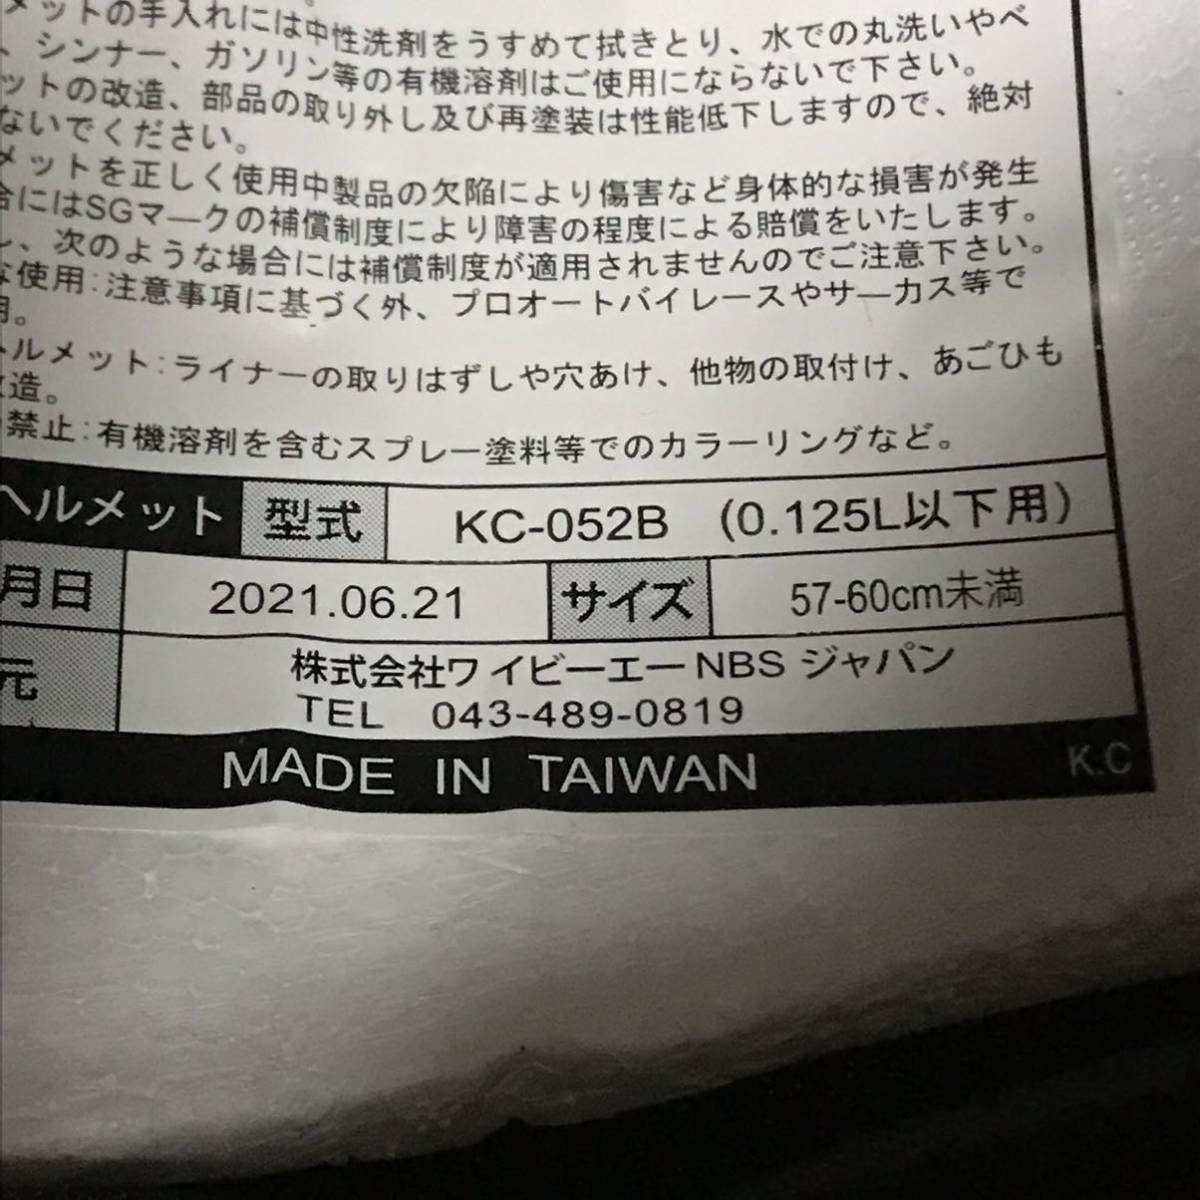 メットの手入れには中性洗剤をうすめて拭きとり、水での丸洗いやベ
、シンナー、ガソリン等の有機溶剤はご使用にならないで下さい。
ットの改造、部品の取り外し及び再塗装は性能低下しますので、絶対
ないでください。
メットを正しく使用中製品の欠陥により傷害など身体的な損害が発生
合にはSGマークの補償制度により障害の程度による賠償をいたします。
し、次のような場合には補償制度が適用されませんのでご注意下さい。
な使用:注意事項に基づく外、プロオートバイレースやサーカス等で
用。
ヘルメット:ライナーの取りはずしや穴あけ、他物の取付け、あごひも
改造。
禁止:有機溶剤を含むスプレー塗料等でのカラーリングなど。
ヘルメット 型式 KC-052B (0.125L以下用)
月日 2021.06.21 サイズ 57-60cm未満
元 株式会社ワイビーエーNBS ジャパン
TEL 043-489-0819
MADE IN TAIWAN K.C